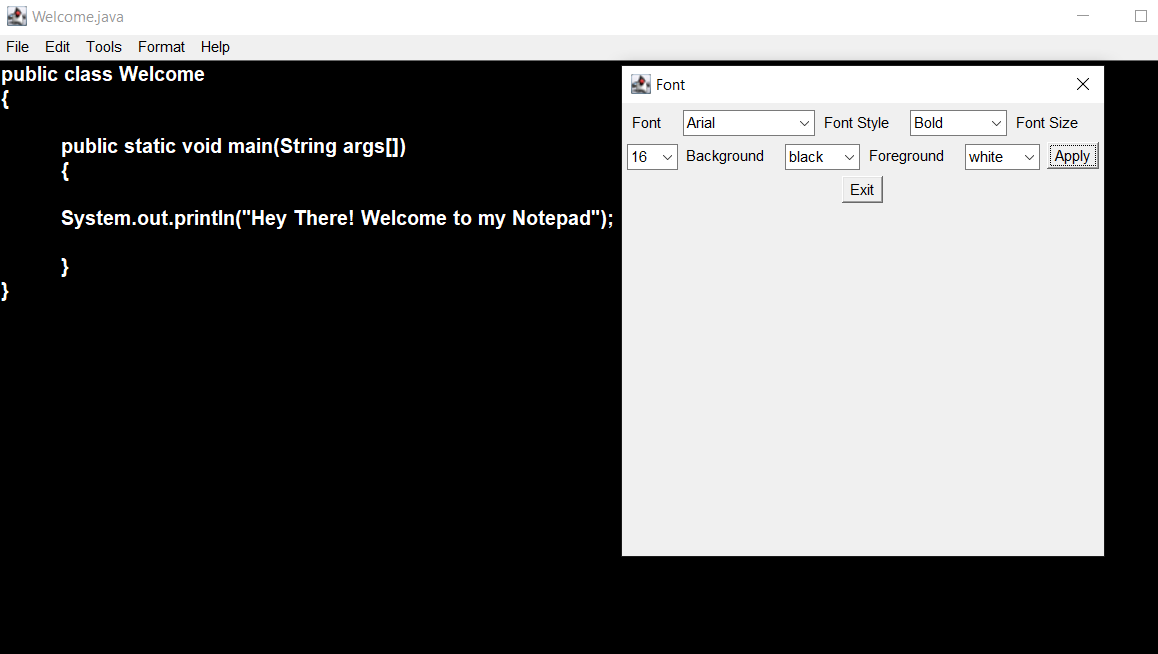 Welcome.java
File Edit Tools Format Help
public class Welcome
{
public static void main(String args[])
{
System.out.println("Hey There! Welcome to my Notepad");
}
}
Font
Font Arial Font Style Bold Font Size
16 Background black Foreground white Apply
Exit